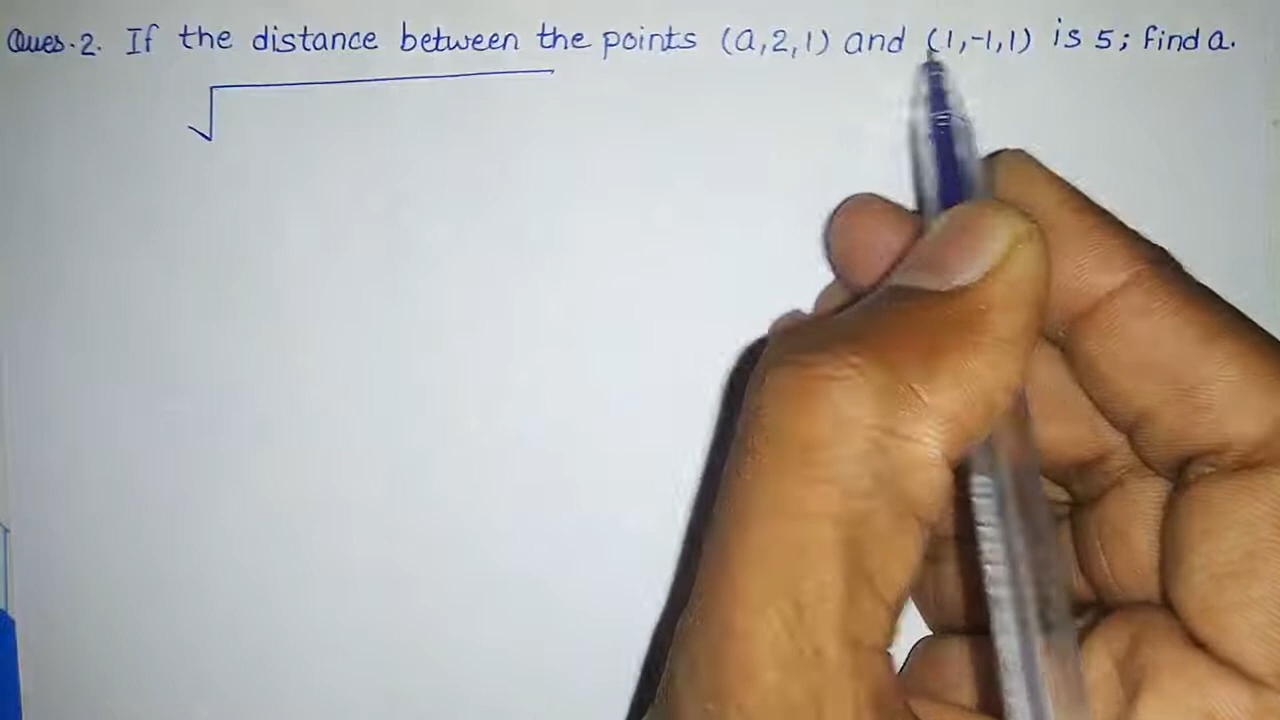 Ques.2. If the distance between the points (a,2,1) and (1,-1,1) is 5; find a.
√